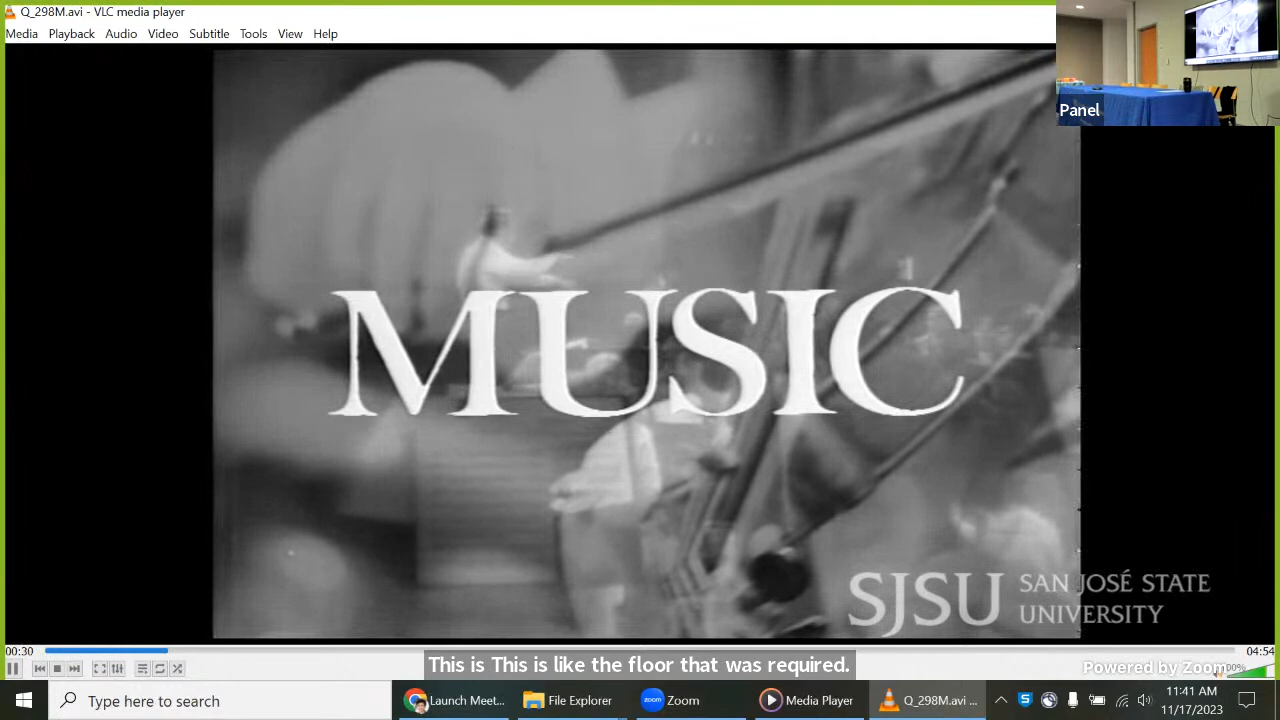 Q_298M.avi - VLC media player
Media Playback Audio Video Subtitle Tools View Help
Panel
MUSIC
SJSU SAN JOSÉ STATE
UNIVERSITY
00:30
04:54
This is This is like the floor that was required.
Powered by Zoom
Type here to search
Launch Meet...
File Explorer
zoom
Zoom
Media Player
Q_298M.avi ...
11:41 AM
11/17/2023